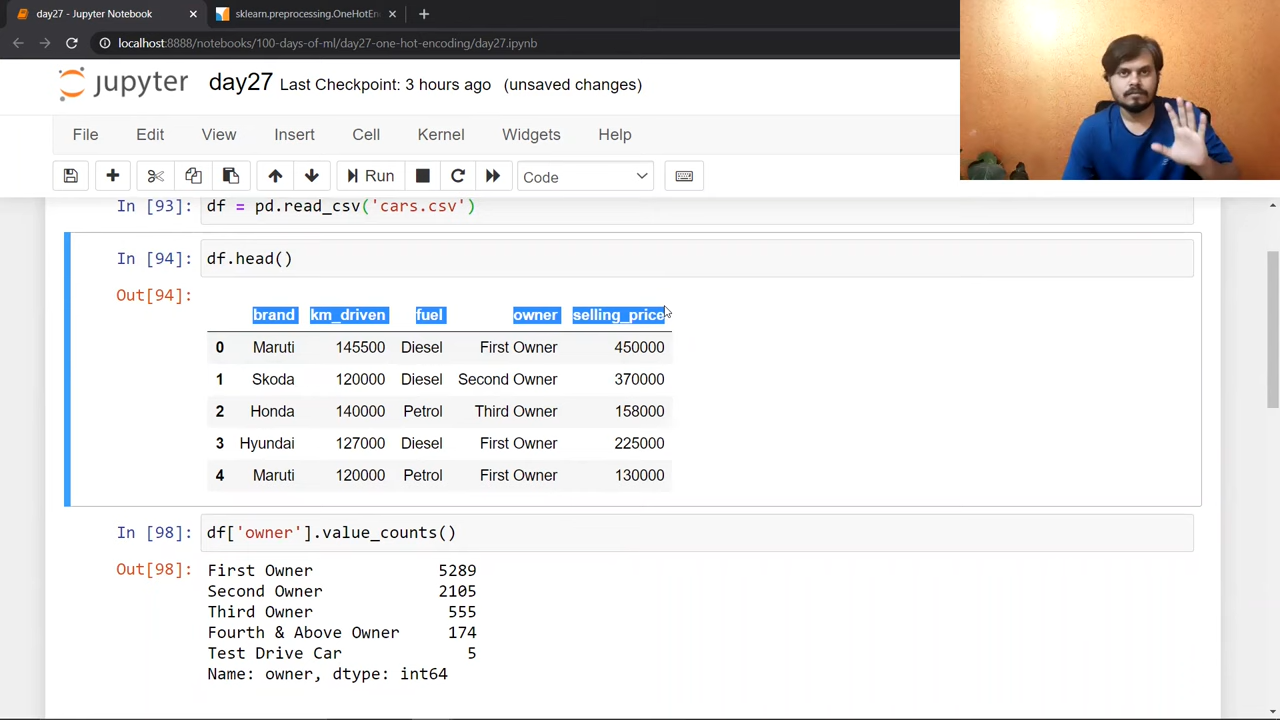 day27 - Jupyter Notebook
sklearn.preprocessing.OneHotEn
localhost:8888/notebooks/100-days-of-ml/day27-one-hot-encoding/day27.ipynb
jupyter day27 Last Checkpoint: 3 hours ago (unsaved changes)
File Edit View Insert Cell Kernel Widgets Help
Run Code
In [93]: df = pd.read_csv('cars.csv')
In [94]: df.head()
Out[94]:
brand km_driven fuel owner selling_price
0 Maruti 145500 Diesel First Owner 450000
1 Skoda 120000 Diesel Second Owner 370000
2 Honda 140000 Petrol Third Owner 158000
3 Hyundai 127000 Diesel First Owner 225000
4 Maruti 120000 Petrol First Owner 130000
In [98]: df['owner'].value_counts()
Out[98]: First Owner 5289
Second Owner 2105
Third Owner 555
Fourth & Above Owner 174
Test Drive Car 5
Name: owner, dtype: int64